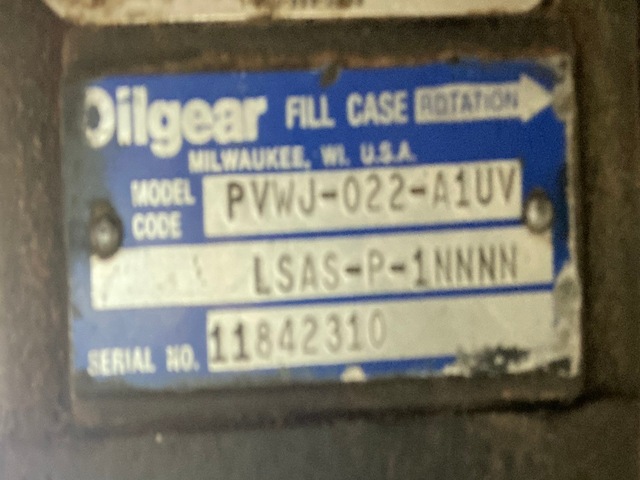 Oilgear FILL CASE ROTATION
MILWAUKEE, WI. U.S.A.
MODEL CODE PVWJ-022-A1UV
LSAS-P-1NNNN
SERIAL NO. 11842310